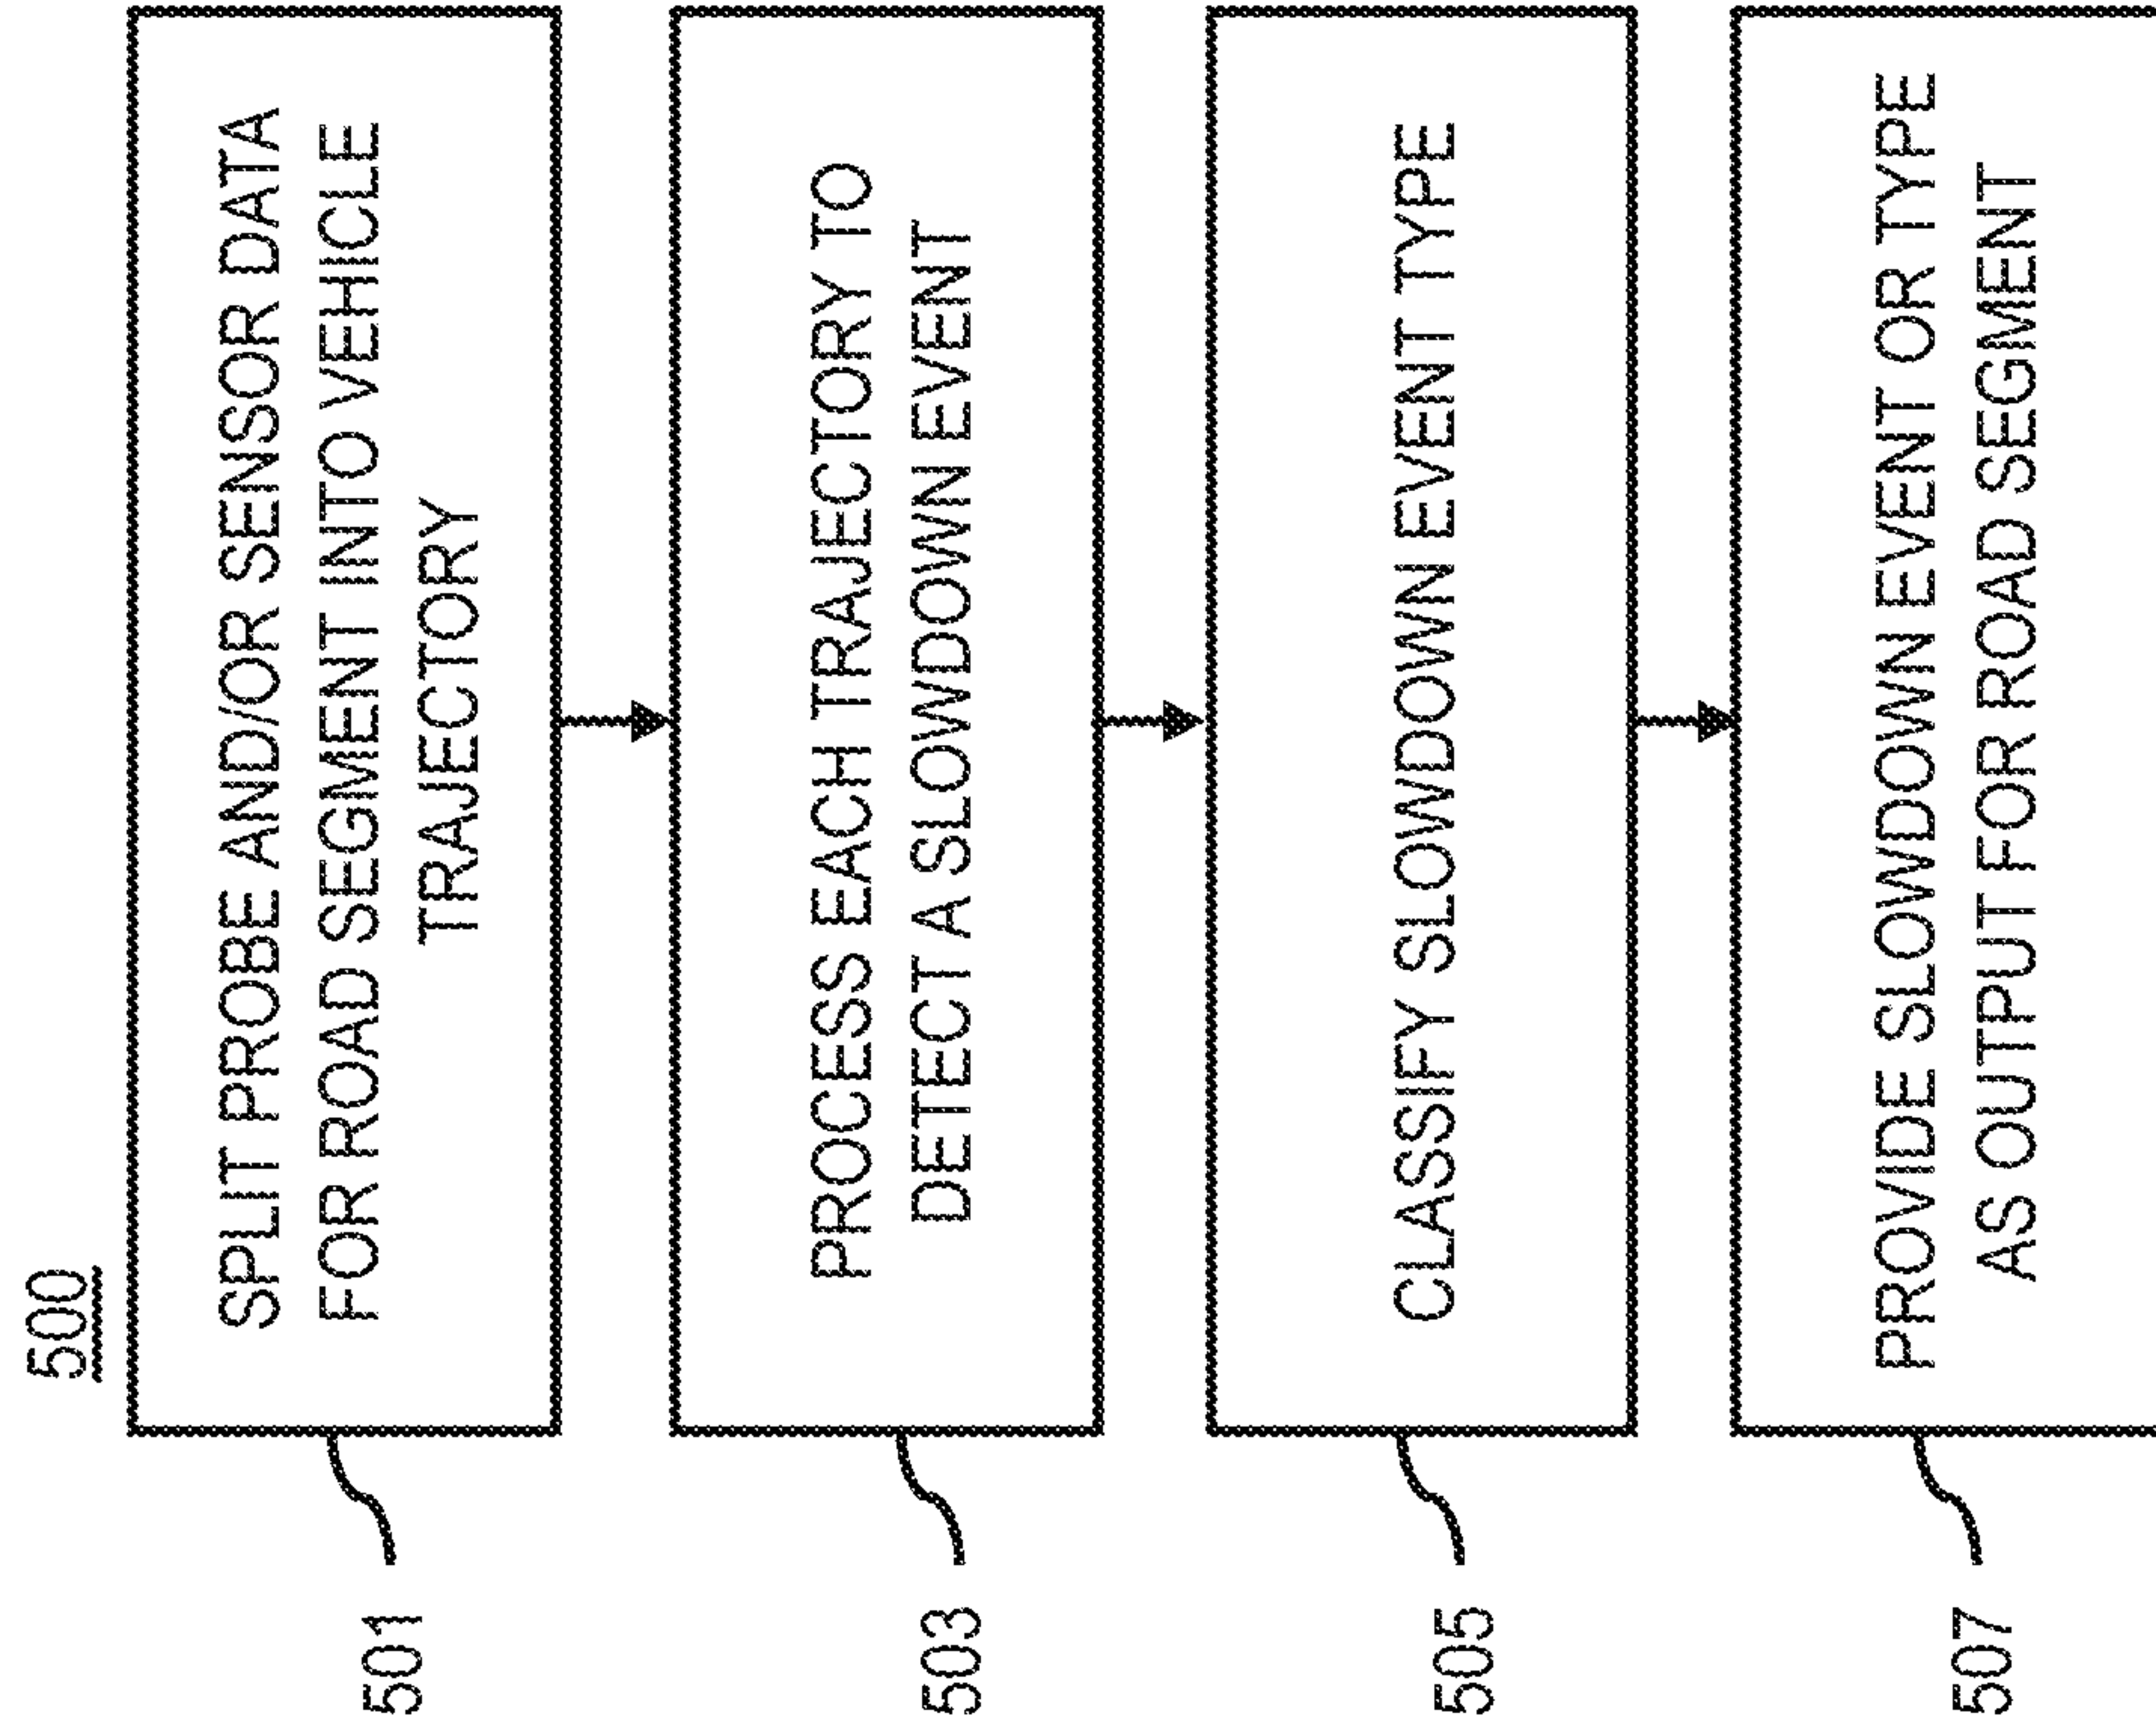 500
501
SPLIT PROBE AND/OR SENSOR DATA
FOR ROAD SEGMENT INTO VEHICLE
TRAJECTORY
503
PROCESS EACH TRAJECTORY TO
DETECT A SLOWDOWN EVENT
505
CLASSIFY SLOWDOWN EVENT TYPE
507
PROVIDE SLOWDOWN EVENT OR TYPE
AS OUTPUT FOR ROAD SEGMENT